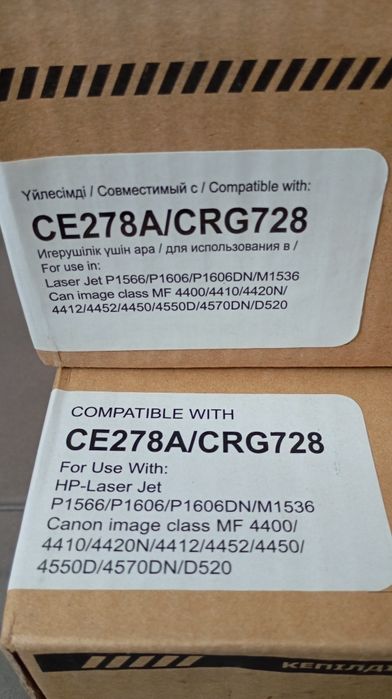 Үйлесімді / Совместимый с / Compatible with:
CE278A/CRG728
Игерушілік үшін ара / для использования в /
For use in:
Laser Jet P1566/P1606/P1606DN/M1536
Can image class MF 4400/4410/4420N/
4412/4452/4450/4550D/4570DN/D520
COMPATIBLE WITH
CE278A/CRG728
For Use With:
HP-Laser Jet
P1566/P1606/P1606DN/M1536
Canon image class MF 4400/
4410/4420N/4412/4452/4450/
4550D/4570DN/D520